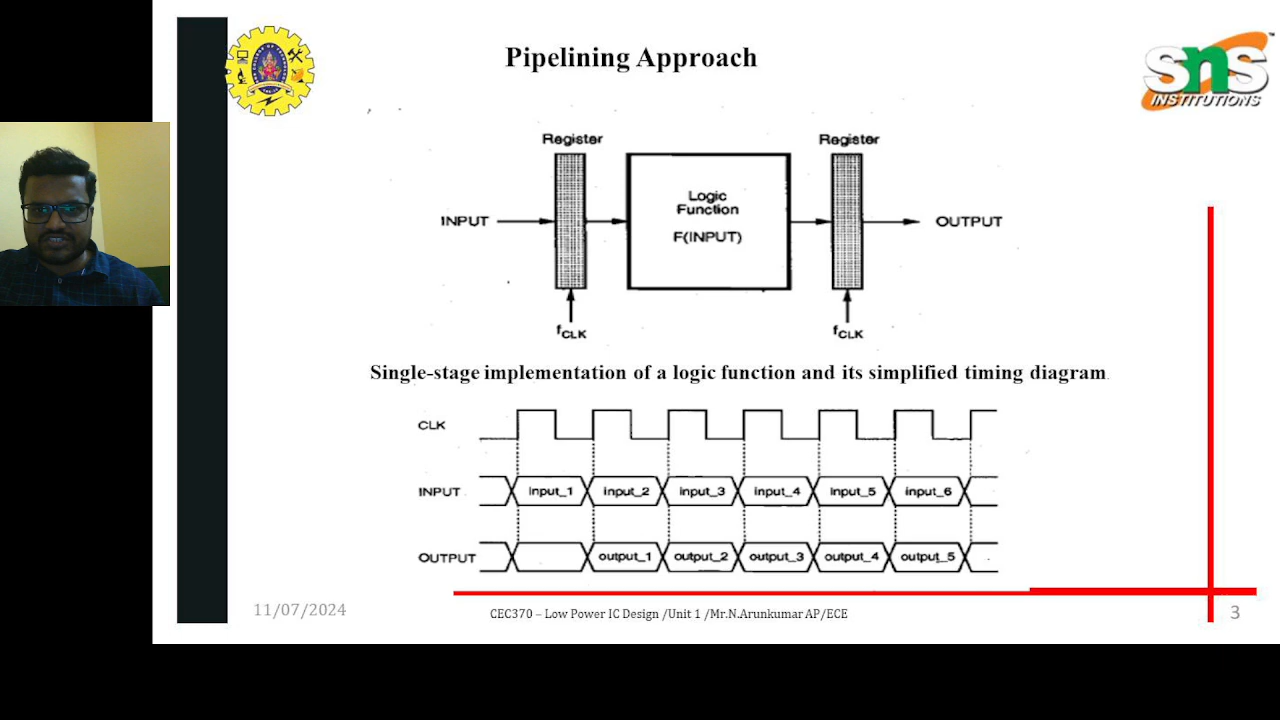 Pipelining Approach
SNS
INSTITUTIONS
Register
Register
Logic
Function
F(INPUT)
INPUT
OUTPUT
fCLK
fCLK
Single-stage implementation of a logic function and its simplified timing diagram.
CLK
INPUT
input_1 input_2 input_3 input_4 input_5 input_6
OUTPUT
output_1 output_2 output_3 output_4 output_5
11/07/2024
CEC370 – Low Power IC Design /Unit 1 /Mr.N.Arunkumar AP/ECE
3